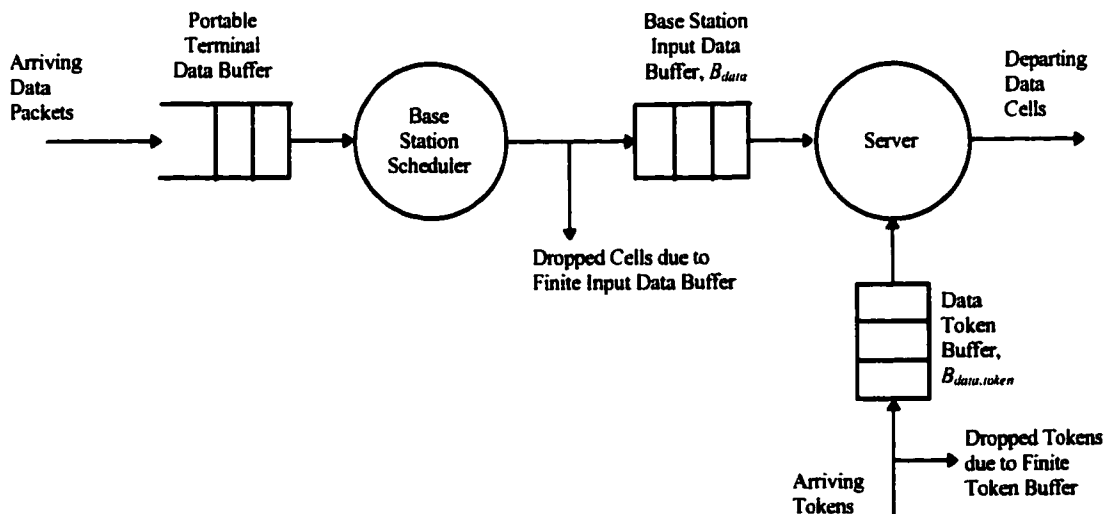 Portable
Terminal
Data Buffer
Base Station
Input Data
Buffer, B_data
Arriving
Data
Packets
Departing
Data
Cells
Base
Station
Scheduler
Server
Dropped Cells due to
Finite Input Data Buffer
Data
Token
Buffer,
B_data,token
Dropped Tokens
due to Finite
Token Buffer
Arriving
Tokens